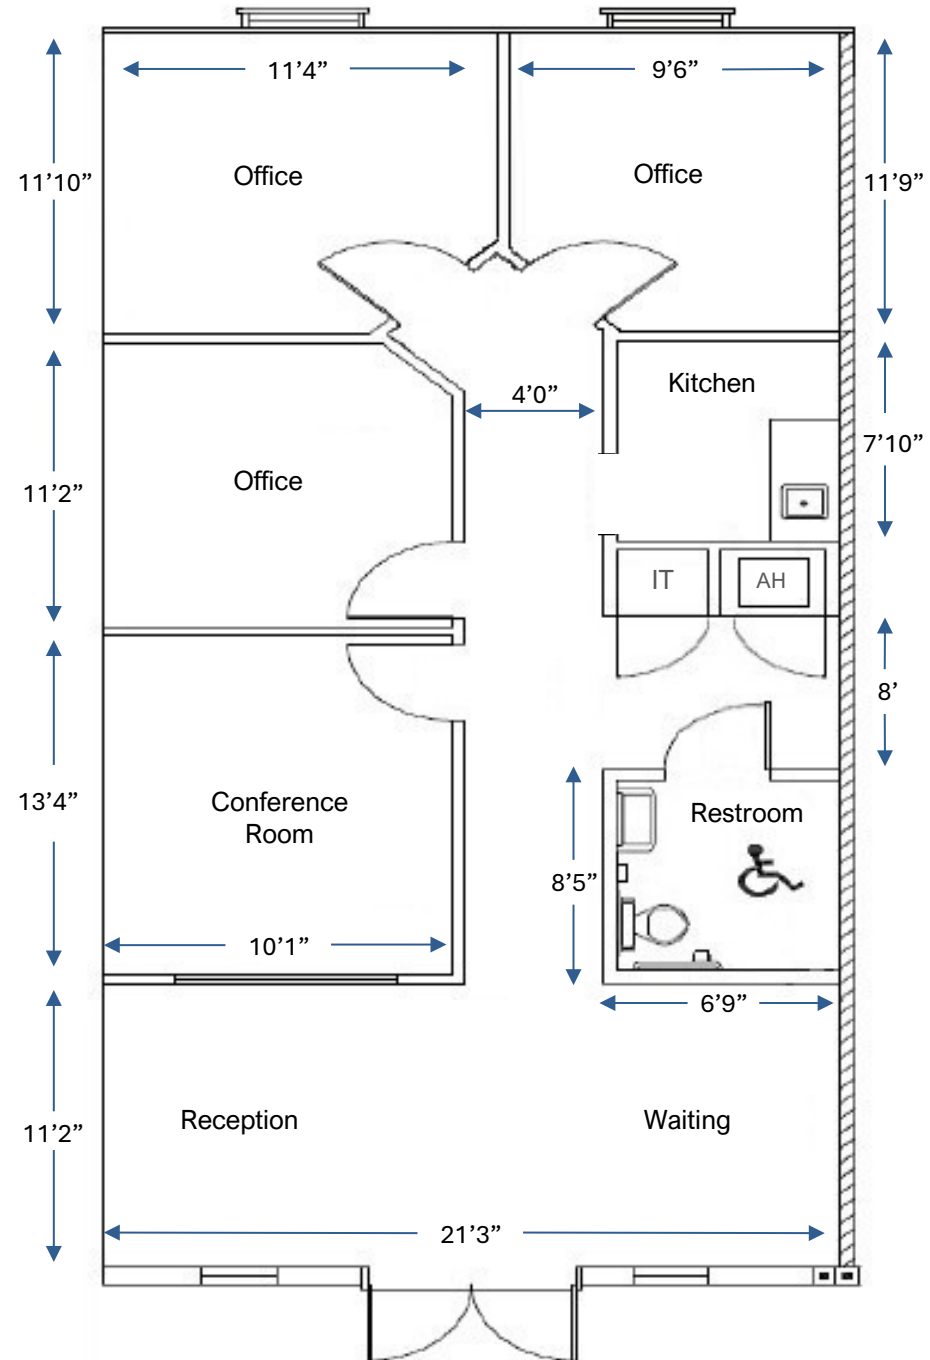 11’4”
9’6”
Office
Office
11’10”
11’9”
Kitchen
4’0”
7’10”
Office
11’2”
IT
AH
8’
13’4”
Conference
Room
Restroom
8’5”
10’1”
6’9”
Reception
Waiting
11’2”
21’3”